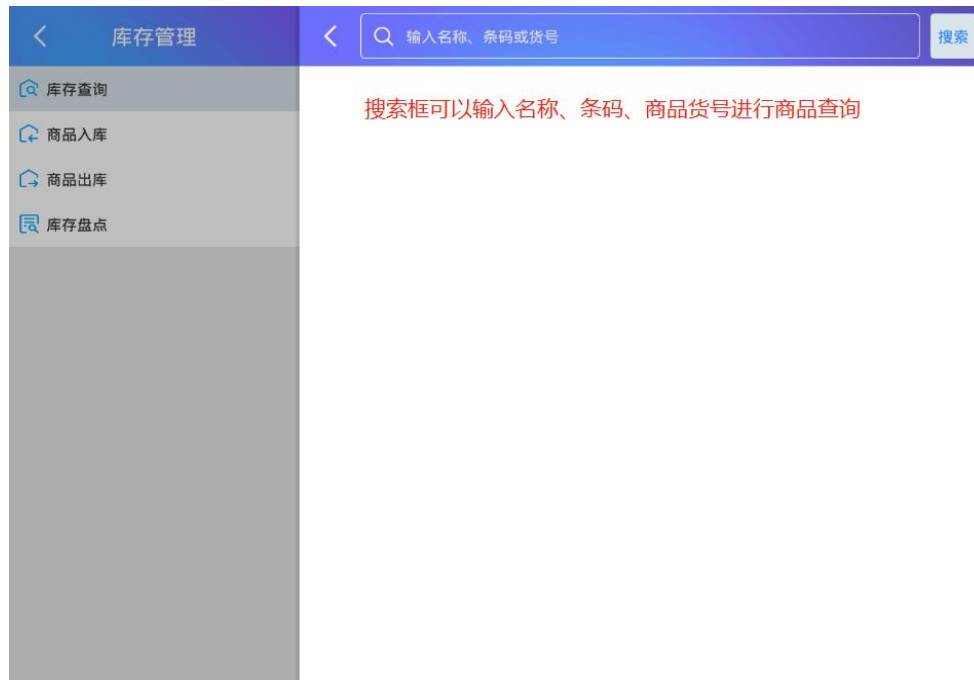 库存管理
输入名称、条码或货号
搜索
库存查询
商品入库
商品出库
库存盘点
搜索框可以输入名称、条码、商品货号进行商品查询